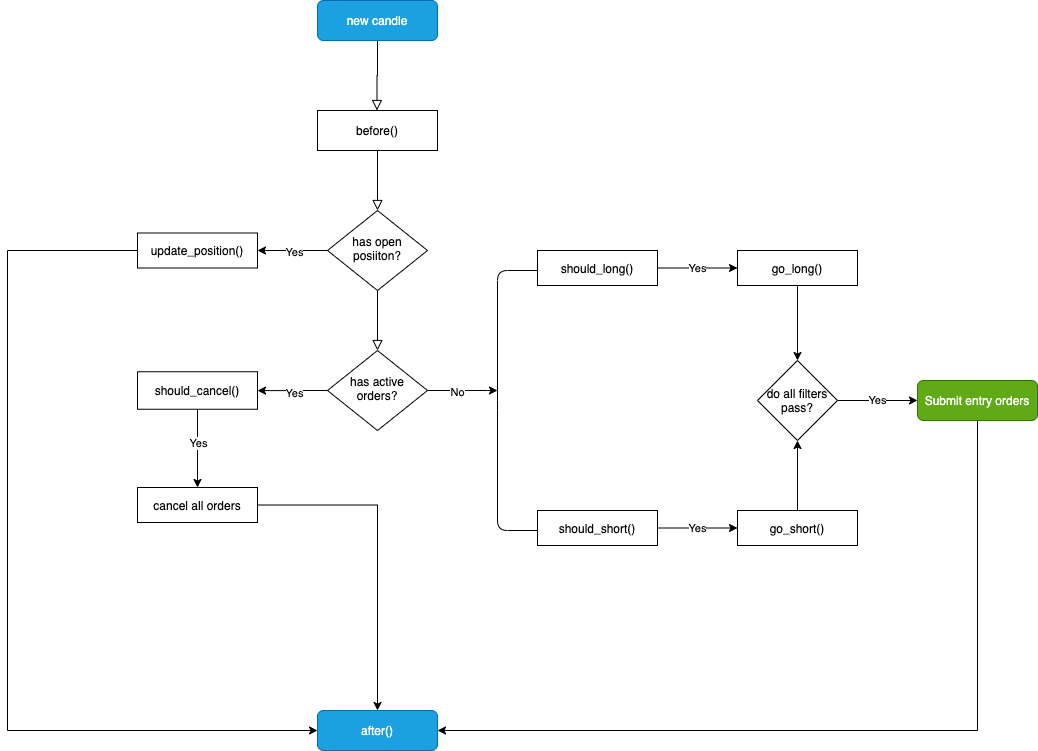 new candle
before()
has open
posiiton?
Yes
update_position()
has active
orders?
Yes
should_cancel()
Yes
cancel all orders
No
should_long()
Yes
go_long()
do all filters
pass?
Yes
Submit entry orders
should_short()
Yes
go_short()
after()